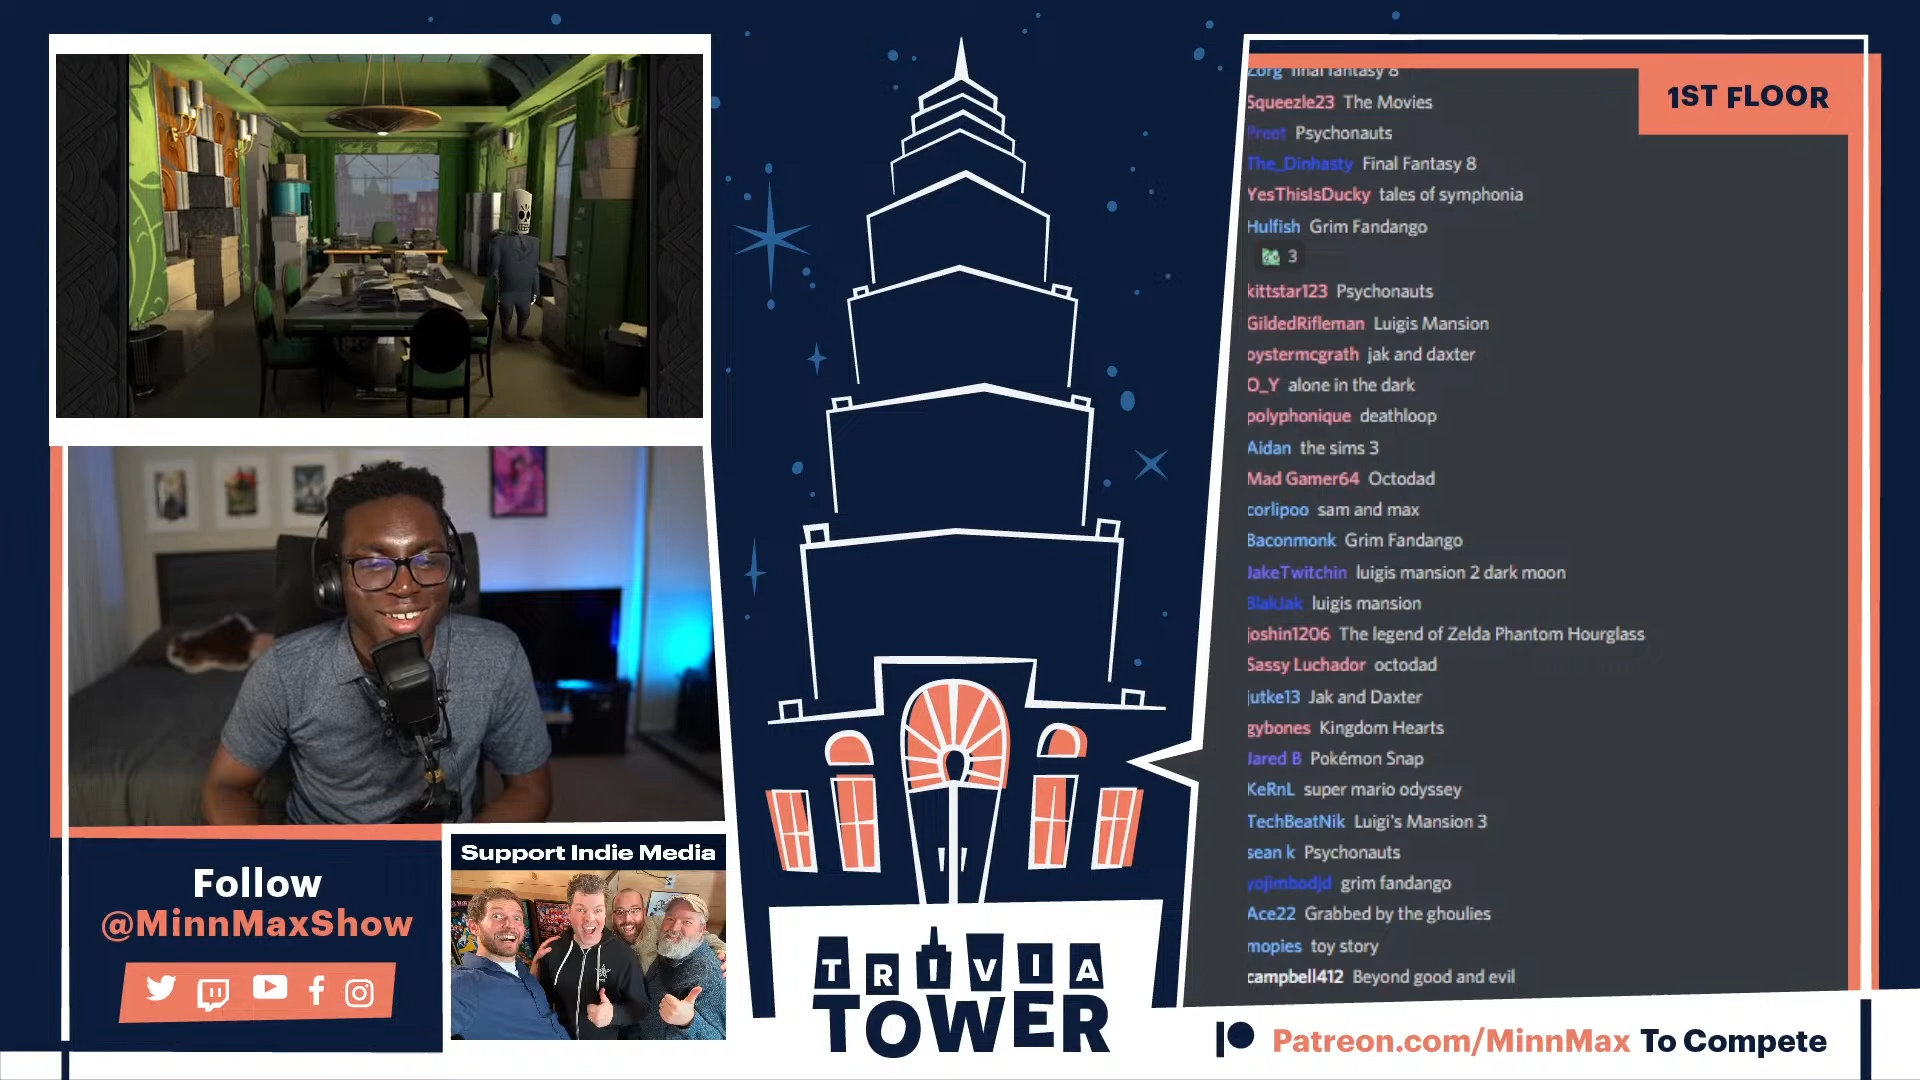 Zorg final fantasy 8
1ST FLOOR
Squeezle23 The Movies
Preet Psychonauts
The_Dinhasty Final Fantasy 8
YesThisIsDucky tales of symphonia
Hulfish Grim Fandango
3
kittstar123 Psychonauts
GildedRifleman Luigis Mansion
oystermcgrath jak and daxter
O_Y alone in the dark
polyphonique deathloop
Aidan the sims 3
Mad Gamer64 Octodad
corlipoo sam and max
Baconmonk Grim Fandango
JakeTwitchin luigis mansion 2 dark moon
BlakJak luigis mansion
joshin1206 The legend of Zelda Phantom Hourglass
Sassy Luchador octodad
jutke13 Jak and Daxter
gybones Kingdom Hearts
Jared B Pokémon Snap
KeRnL super mario odyssey
TechBeatNik Luigi's Mansion 3
sean k Psychonauts
yojimbodjd grim fandango
Ace22 Grabbed by the ghoulies
mopies toy story
campbell412 Beyond good and evil
Support Indie Media
Follow
@MinnMaxShow
TRIVIA
TOWER
Patreon.com/MinnMax To Compete